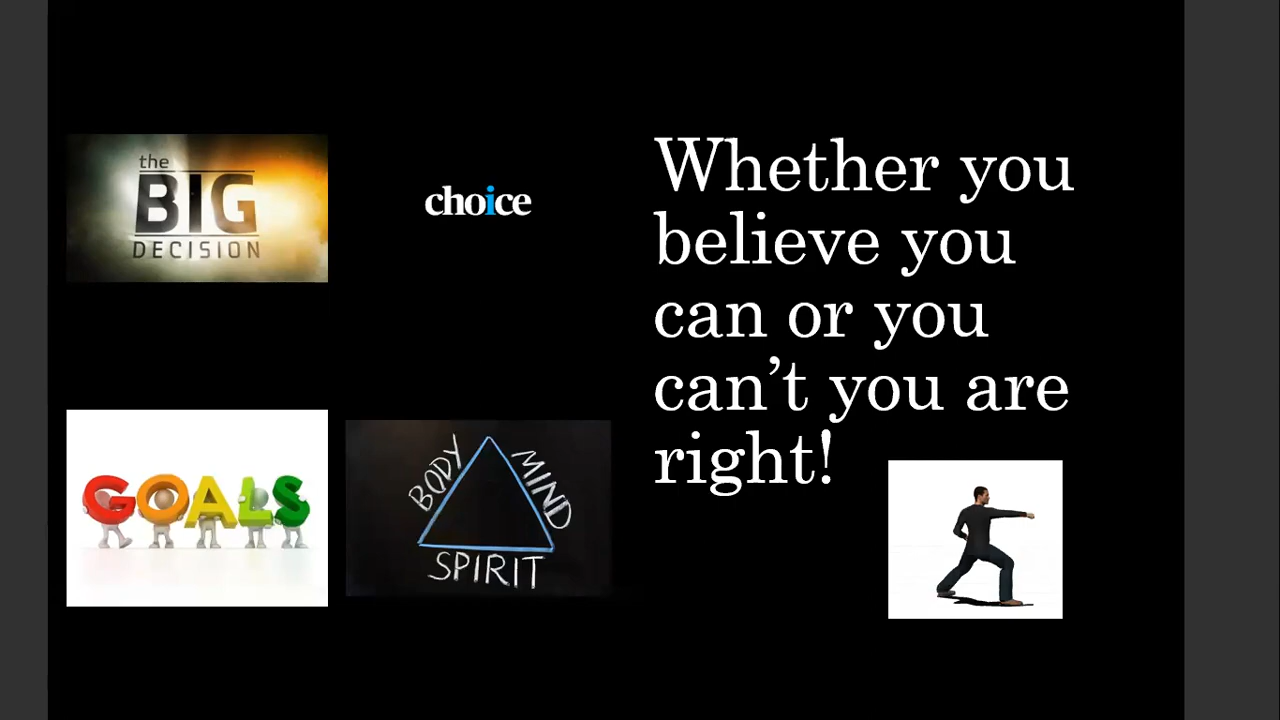 the
BIG
DECISION
choice
Whether you
believe you
can or you
can’t you are
right!
GOALS
BODY
MIND
SPIRIT